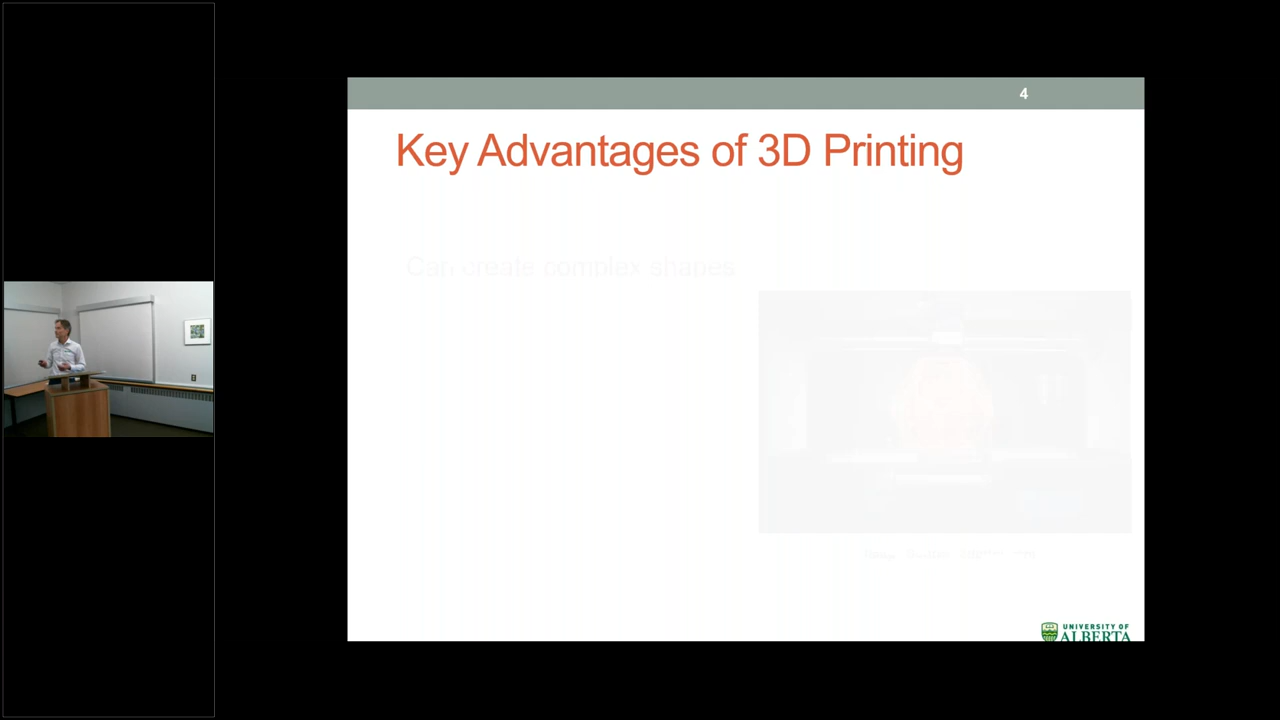 4
Key Advantages of 3D Printing
Can create complex shapes
UNIVERSITY OF
ALBERTA